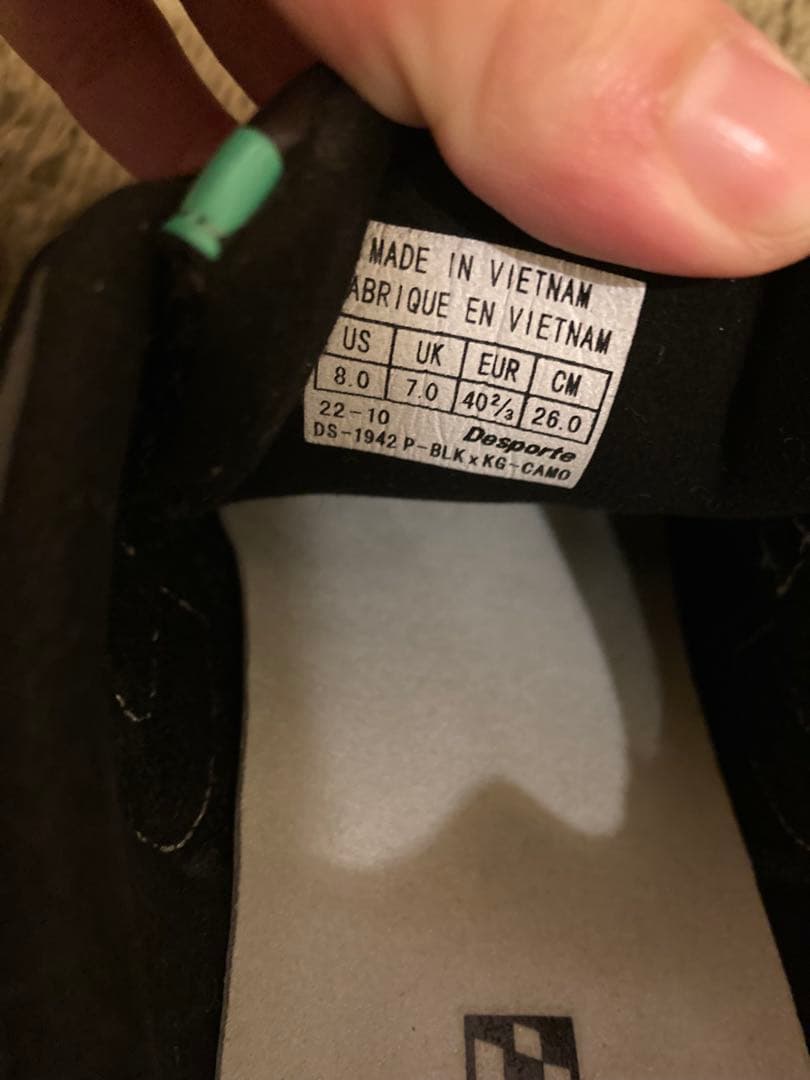 MADE IN VIETNAM
ABRIQUE EN VIETNAM
US UK EUR CM
8.0 7.0 40⅔ 26.0
22-10 Desporte
DS-1942 P-BLK x KG-CAMO